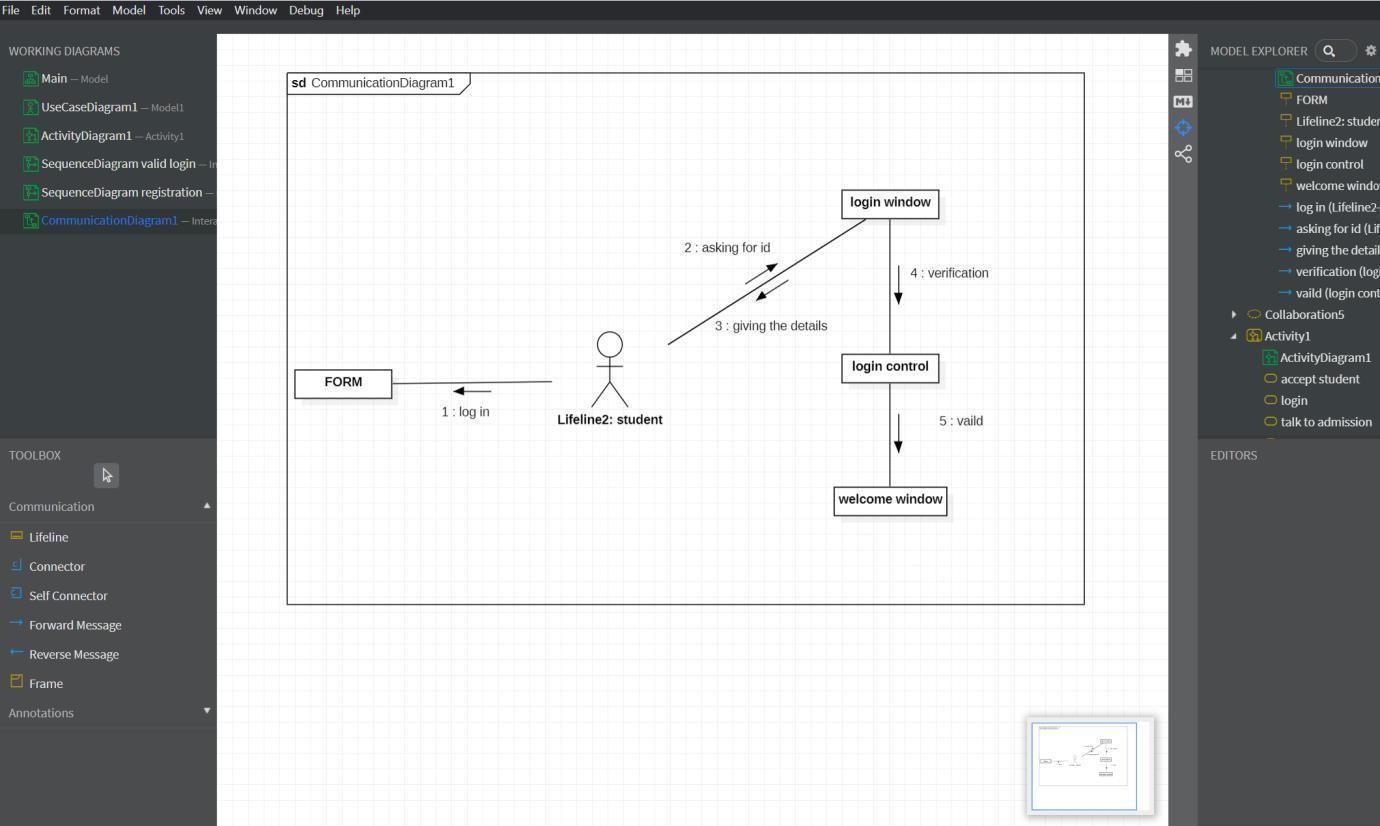 File Edit Format Model Tools View Window Debug Help
WORKING DIAGRAMS
Main — Model
UseCaseDiagram1 — Model1
ActivityDiagram1 — Activity1
SequenceDiagram valid login — In
SequenceDiagram registration —
CommunicationDiagram1 — Intera
TOOLBOX
Communication
Lifeline
Connector
Self Connector
Forward Message
Reverse Message
Frame
Annotations
sd CommunicationDiagram1
login window
2 : asking for id
4 : verification
3 : giving the details
FORM
login control
1 : log in
Lifeline2: student
5 : vaild
welcome window
MODEL EXPLORER
Communication
FORM
Lifeline2: studen
login window
login control
welcome windo
log in (Lifeline2-
asking for id (Lif
giving the detail
verification (logi
vaild (login cont
Collaboration5
Activity1
ActivityDiagram1
accept student
login
talk to admission
EDITORS